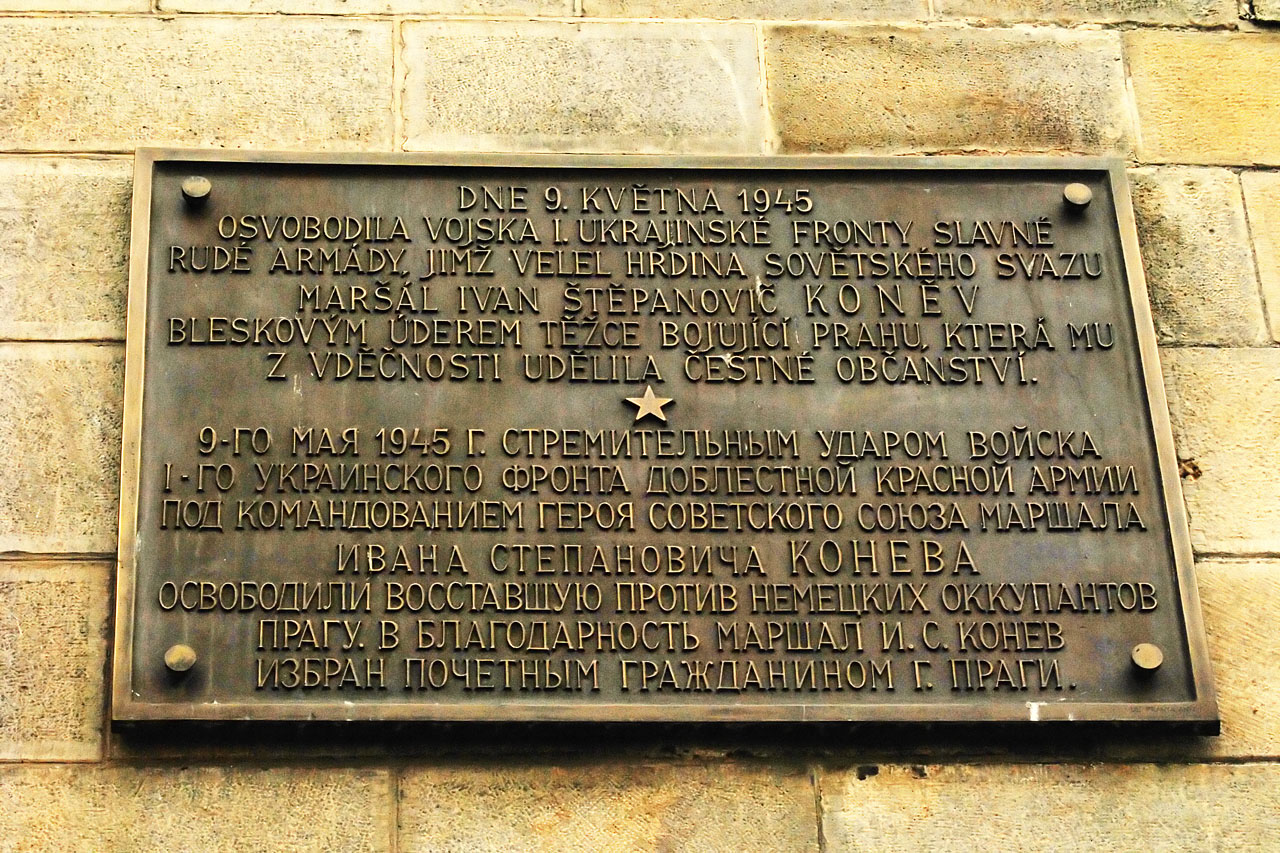 DNE 9. KVĚTNA 1945
OSVOBODILA VOJSKA I. UKRAJINSKÉ FRONTY SLAVNÉ
RUDÉ ARMÁDY, JIMŽ VELEL HRDINA SOVĚTSKÉHO SVAZU
MARŠÁL IVAN ŠTĚPANOVIČ KONĚV
BLESKOVÝM ÚDEREM TĚŽCE BOJUJÍCÍ PRAHU, KTERÁ MU
Z VDĚČNOSTI UDĚLILA ČESTNÉ OBČANSTVÍ.
9-ГО МАЯ 1945 Г. СТРЕМИТЕЛЬНЫМ УДАРОМ ВОЙСКА
I-ГО УКРАИНСКОГО ФРОНТА ДОБЛЕСТНОЙ КРАСНОЙ АРМИИ
ПОД КОМАНДОВАНИЕМ ГЕРОЯ СОВЕТСКОГО СОЮЗА МАРШАЛА
ИВАНА СТЕПАНОВИЧА КОНЕВА
ОСВОБОДИЛИ ВОССТАВШУЮ ПРОТИВ НЕМЕЦКИХ ОККУПАНТОВ
ПРАГУ. В БЛАГОДАРНОСТЬ МАРШАЛ И. С. КОНЕВ
ИЗБРАН ПОЧЕТНЫМ ГРАЖДАНИНОМ Г. ПРАГИ.